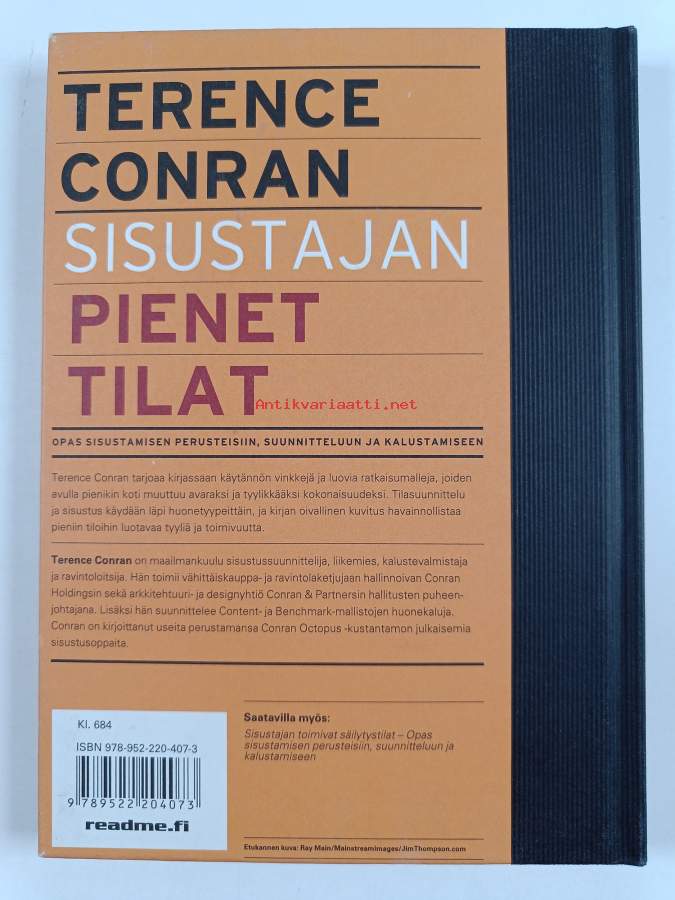 TERENCE
CONRAN
SISUSTAJAN
PIENET
TILAT
Antikvariaatti.net
OPAS SISUSTAMISEN PERUSTEISIIN, SUUNNITTELUUN JA KALUSTAMISEEN
Terence Conran tarjoaa kirjassaan käytännön vinkkejä ja luovia ratkaisumalleja, joiden
avulla pienikin koti muuttuu avaraksi ja tyylikkääksi kokonaisuudeksi. Tilasuunnittelu
ja sisustus käydään läpi huonetyypeittäin, ja kirjan oivallinen kuvitus havainnollistaa
pieniin tiloihin luotavaa tyyliä ja toimivuutta.
Terence Conran on maailmankuulu sisustussuunnittelija, liikemies, kalustevalmistaja
ja ravintoloitsija. Hän toimii vähittäiskauppa- ja ravintolaketjujaan hallinnoivan Conran
Holdingsin sekä arkkitehtuuri- ja designyhtiö Conran & Partnersin hallitusten puheen-
johtajana. Lisäksi hän suunnittelee Content- ja Benchmark-mallistojen huonekaluja.
Conran on kirjoittanut useita perustamansa Conran Octopus -kustantamon julkaisemia
sisustusoppaita.
Kl. 684
ISBN 978-952-220-407-3
9 789522 204073
readme.fi
Saatavilla myös:
Sisustajan toimivat säilytystilat – Opas
sisustamisen perusteisiin, suunnitteluun ja
kalustamiseen
Etukannen kuva: Ray Main/Mainstreamimages/JimThompson.com